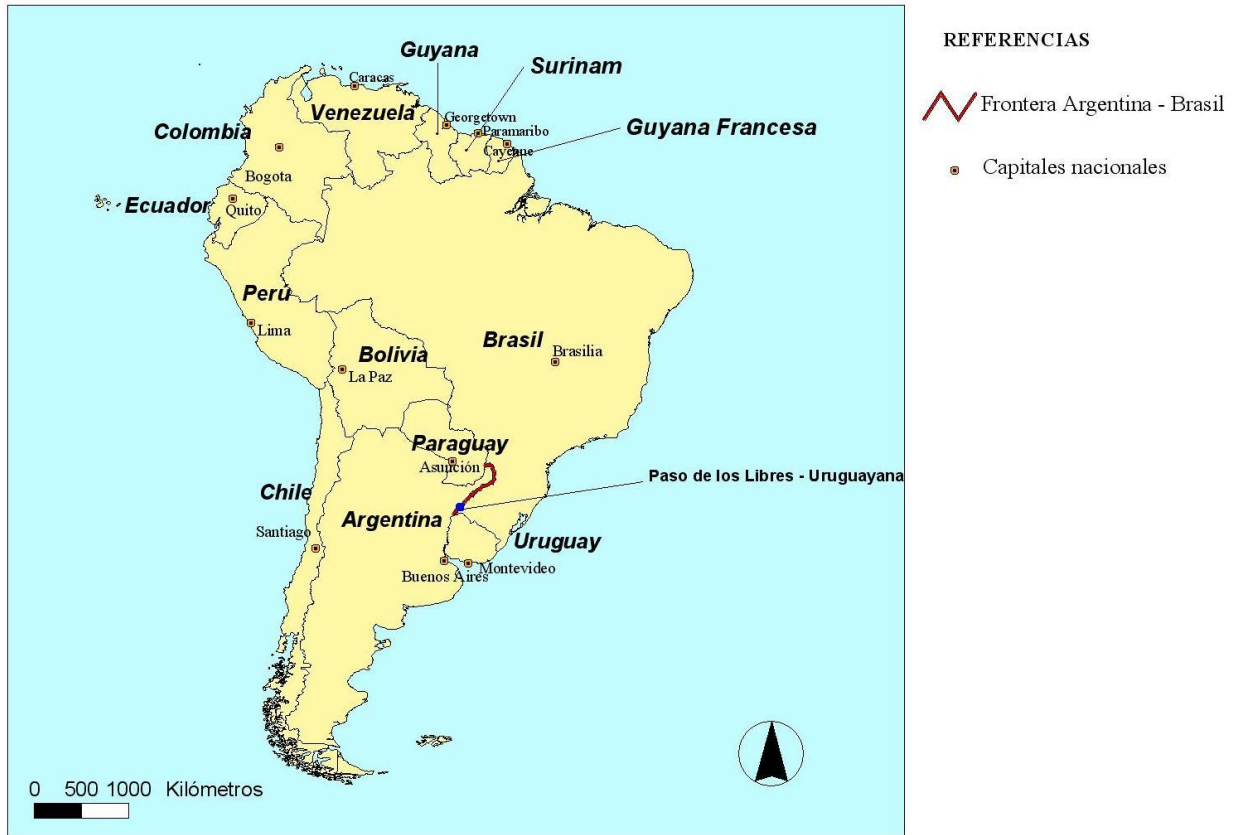 Guyana
Surinam
Caracas
Venezuela
Georgetown
Paramaribo
Guyana Francesa
Colombia
Cayenne
Bogota
Ecuador
Quito
Perú
Lima
Brasil
Brasilia
Bolivia
La Paz
Paraguay
Asunción
Paso de los Libres - Uruguayana
Chile
Argentina
Santiago
Uruguay
Buenos Aires
Montevideo
0 500 1000 Kilómetros
REFERENCIAS
Frontera Argentina - Brasil
Capitales nacionales